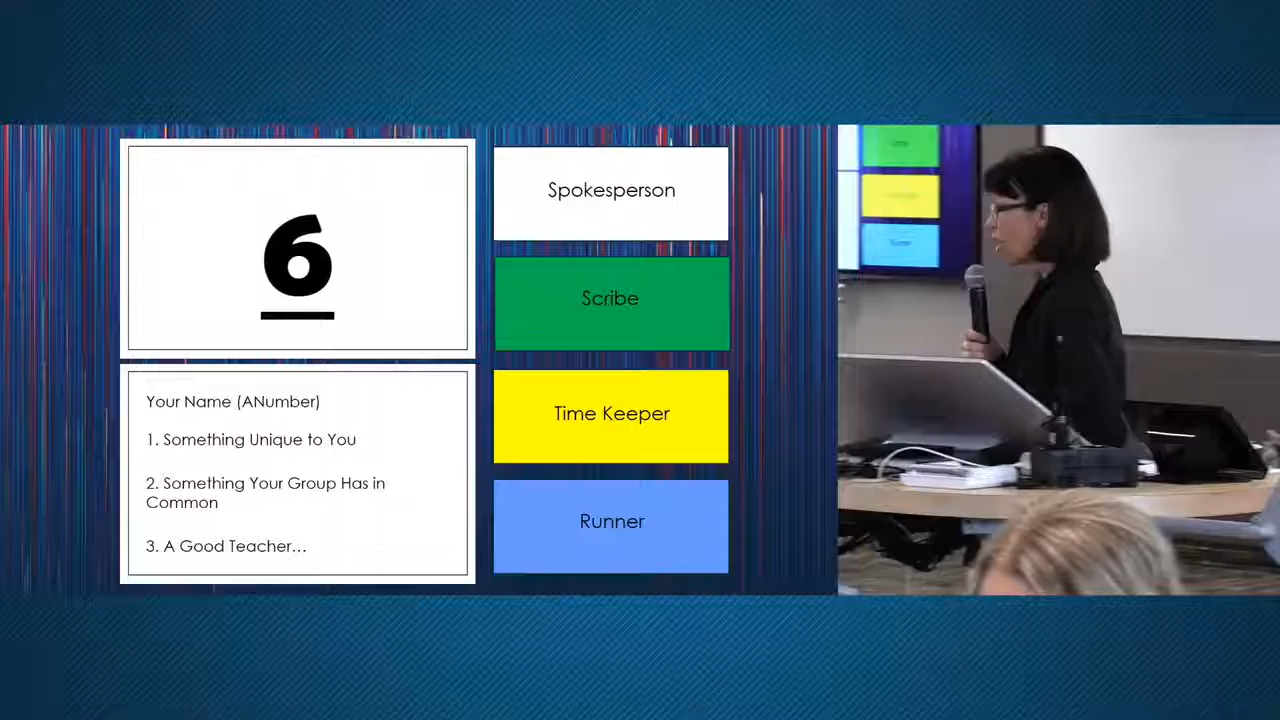 6
Your Name (ANumber)
1. Something Unique to You
2. Something Your Group Has in
Common
3. A Good Teacher...
Spokesperson
Scribe
Time Keeper
Runner